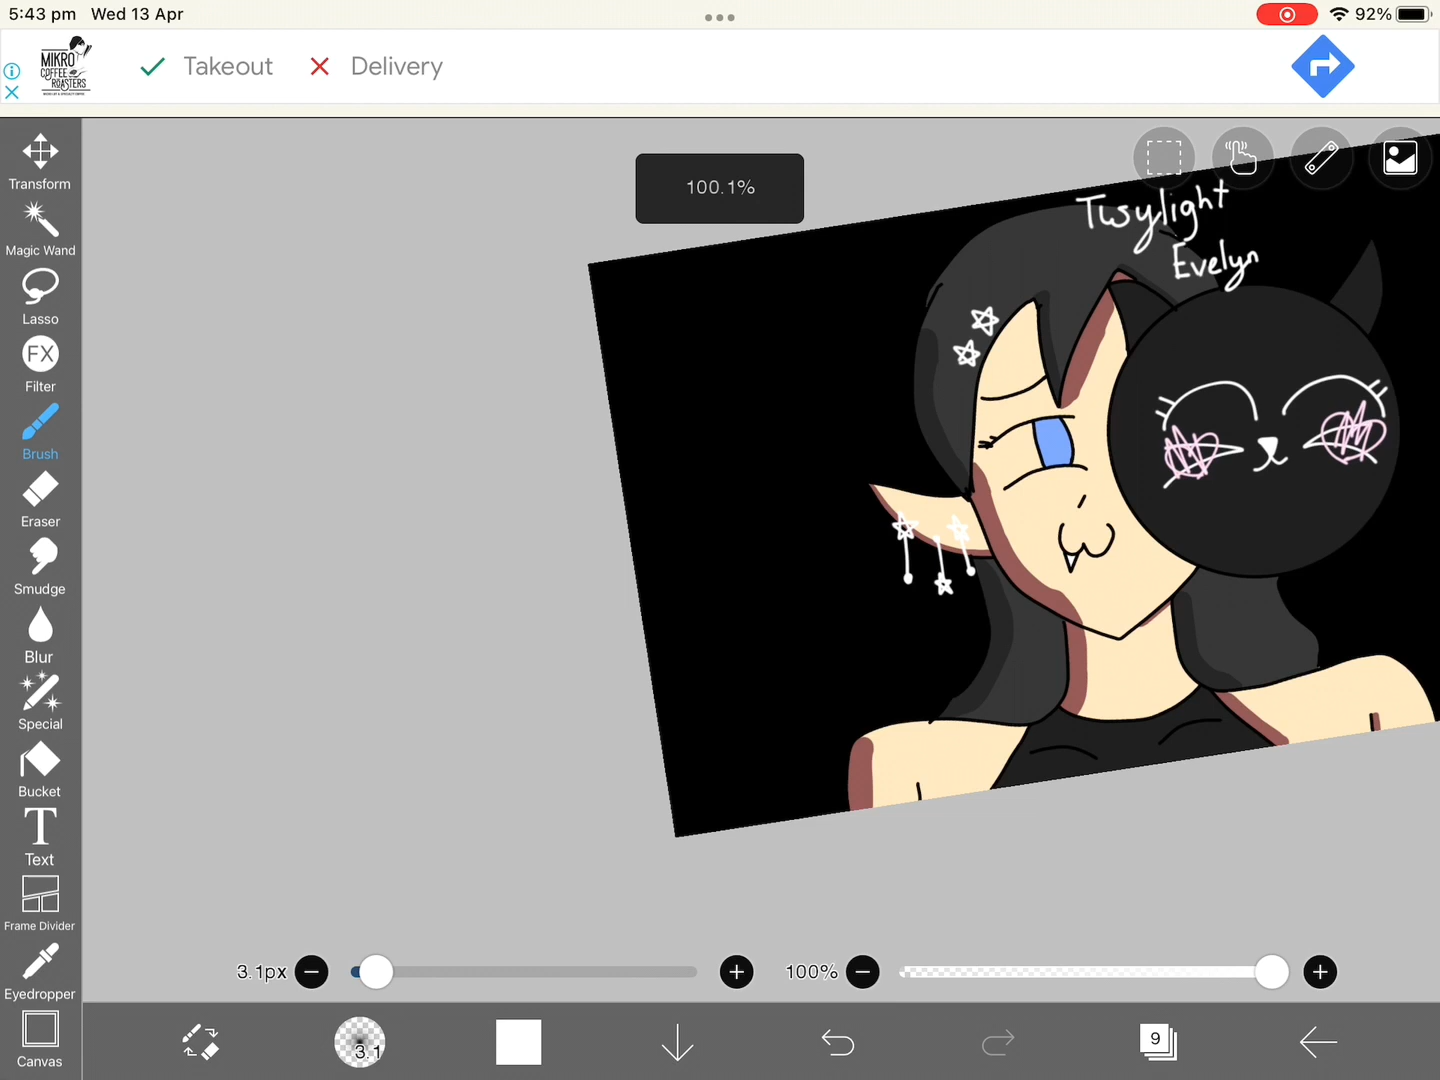 5:43 pm Wed 13 Apr
92%
MIKRO
COFFEE
ROASTERS
Takeout
Delivery
100.1%
Transform
Magic Wand
Lasso
FX
Filter
Brush
Eraser
Smudge
Blur
Special
Bucket
T
Text
Frame Divider
Eyedropper
Canvas
Twylight
Evelyn
3.1px
100%
3.1
9